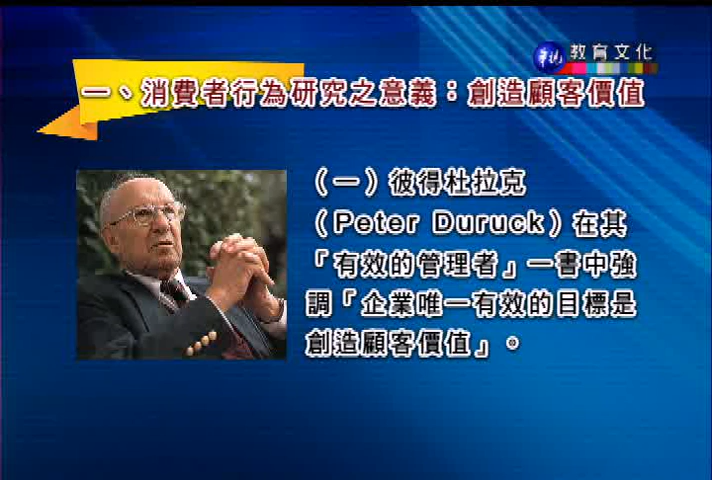 華視 教育文化
一、消費者行為研究之意義：創造顧客價值
（一）彼得杜拉克
（Peter Duruck）在其
「有效的管理者」一書中強
調「企業唯一有效的目標是
創造顧客價值」。